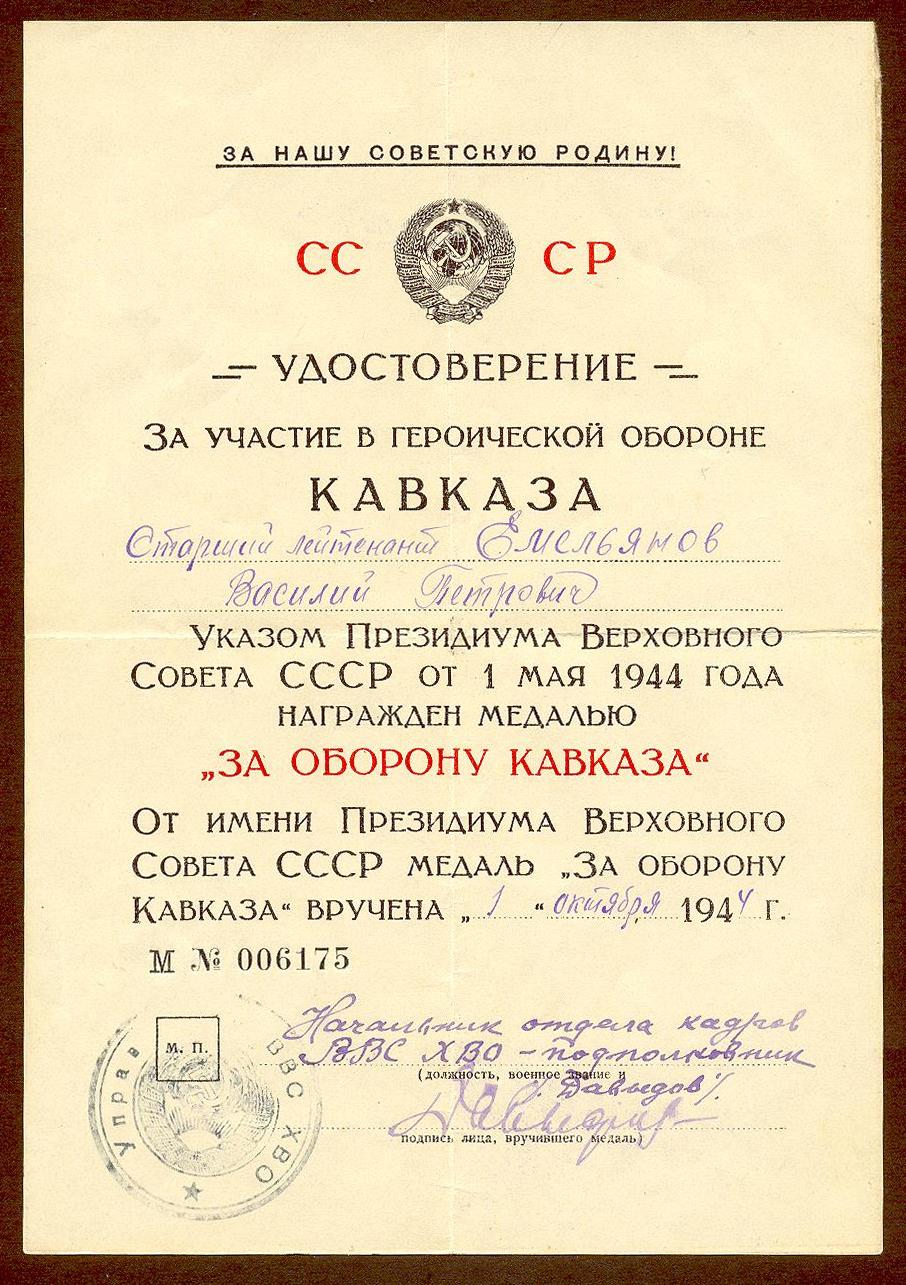 ЗА НАШУ СОВЕТСКУЮ РОДИНУ!
СС СР
УДОСТОВЕРЕНИЕ
ЗА УЧАСТИЕ В ГЕРОИЧЕСКОЙ ОБОРОНЕ
КАВКАЗА
Старший лейтенант Емельянов
Василий Петрович
УКАЗОМ ПРЕЗИДИУМА ВЕРХОВНОГО
СОВЕТА СССР ОТ 1 МАЯ 1944 ГОДА
НАГРАЖДЕН МЕДАЛЬЮ
„ЗА ОБОРОНУ КАВКАЗА“
ОТ ИМЕНИ ПРЕЗИДИУМА ВЕРХОВНОГО
СОВЕТА СССР МЕДАЛЬ „ЗА ОБОРОНУ
КАВКАЗА“ ВРУЧЕНА „1“ октября 1944 Г.
М № 006175
Начальник отдела кадров
ВВС ХВО – подполковник
(должность, военное звание и
Давыдов
подпись лица, вручившего медаль)
М. П.
Управ ВВС ХВО